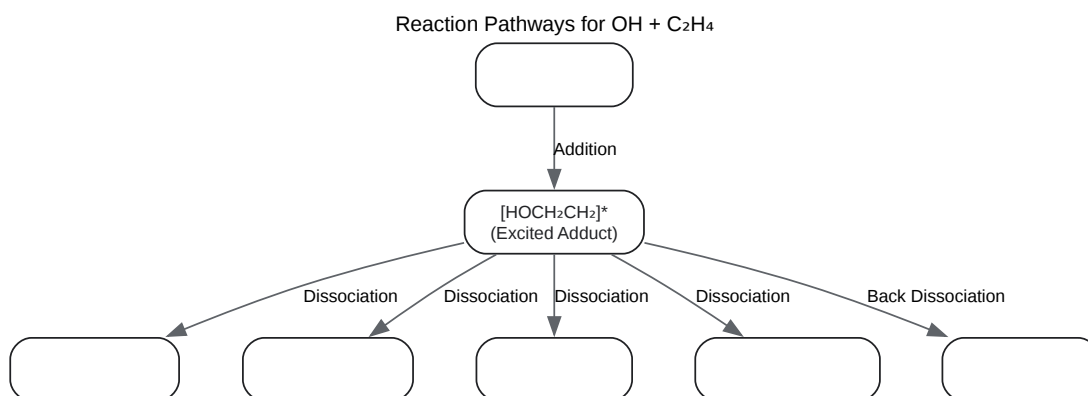 Reaction Pathways for OH + C₂H₄
Addition
[HOCH₂CH₂]*
(Excited Adduct)
Dissociation
Dissociation
Dissociation
Dissociation
Back Dissociation